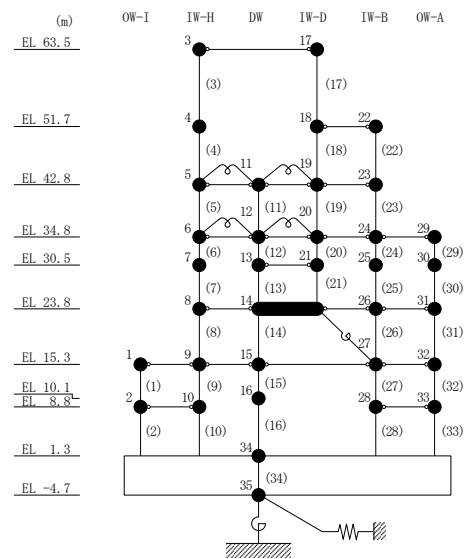 (m) OW-I IW-H DW IW-D IW-B OW-A
EL 63.5 3 17
(3) (17)
EL 51.7 4 18 22
(4) (18) (22)
EL 42.8 5 11 19 23
(5) (11) (19) (23)
EL 34.8 6 12 20 24 29
(6) (12) (20) (24) (29)
EL 30.5 7 13 21 25 30
(7) (13) (21) (25) (30)
EL 23.8 8 14 26 31
(8) (14) (26) (31)
EL 15.3 1 9 15 27 32
(1) (9) (15) (27) (32)
EL 10.1 16
EL 8.8 2 10 28 33
(2) (10) (16) (28) (33)
EL 1.3 34
(34)
EL -4.7 35